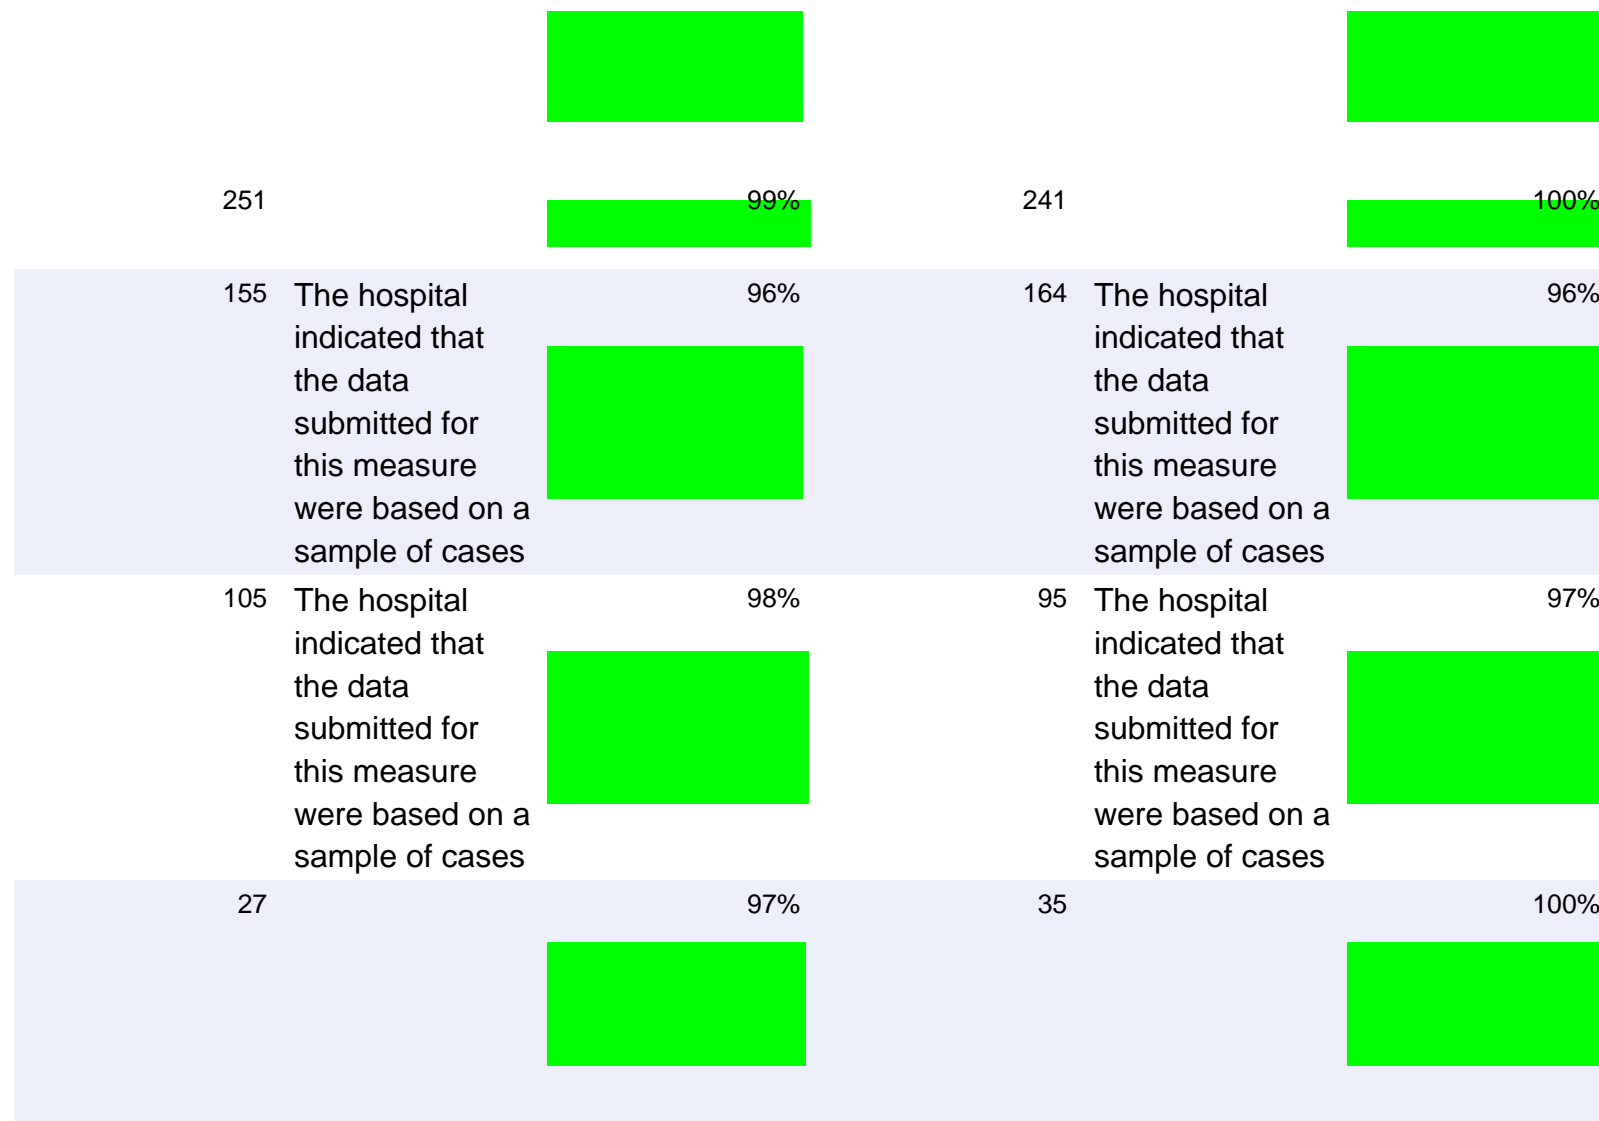 251 99% 241 100%
155 The hospital 96% 164 The hospital 96%
indicated that indicated that
the data the data
submitted for submitted for
this measure this measure
were based on a were based on a
sample of cases sample of cases
105 The hospital 98% 95 The hospital 97%
indicated that indicated that
the data the data
submitted for submitted for
this measure this measure
were based on a were based on a
sample of cases sample of cases
27 97% 35 100%